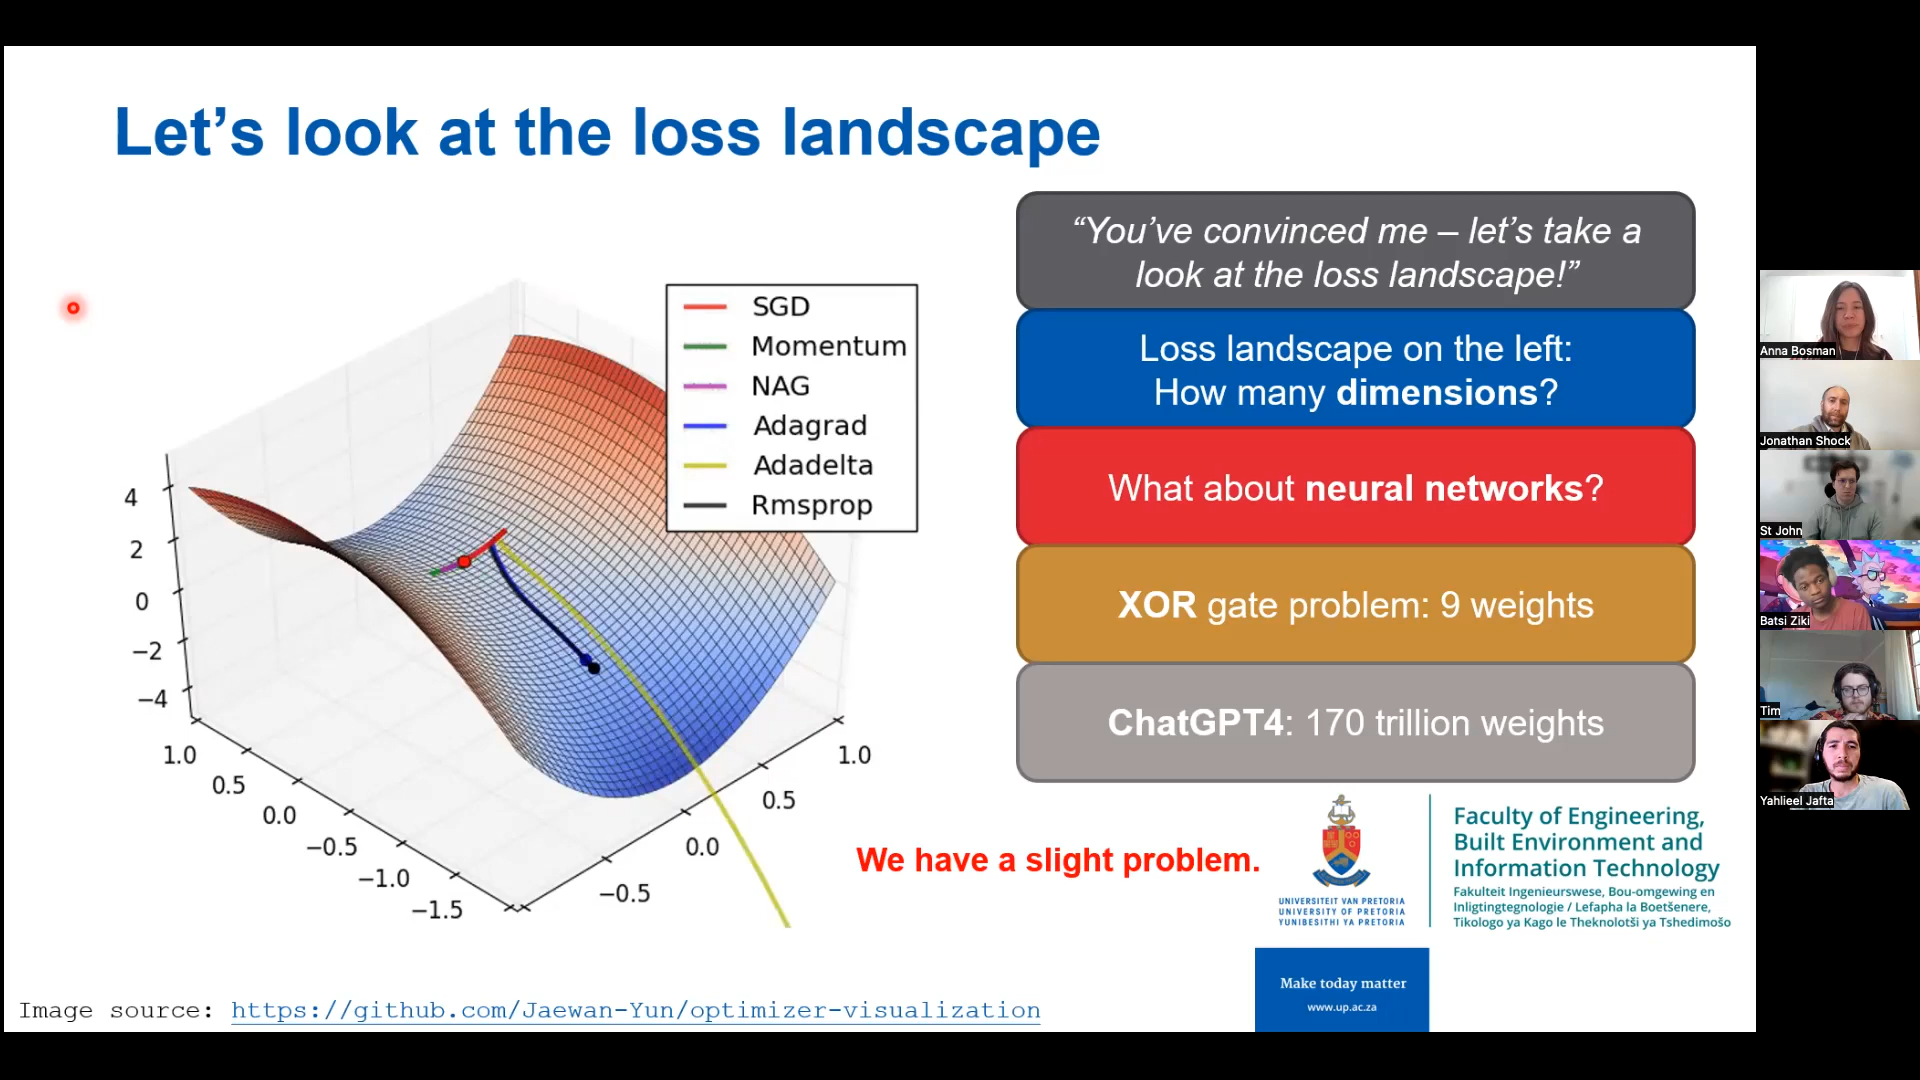 Let’s look at the loss landscape
“You’ve convinced me – let’s take a
look at the loss landscape!”
Loss landscape on the left:
How many dimensions?
What about neural networks?
XOR gate problem: 9 weights
ChatGPT4: 170 trillion weights
SGD
Momentum
NAG
Adagrad
Adadelta
Rmsprop
4
2
0
−2
−4
1.0
0.5
0.0
−0.5
−1.0
−1.5
−0.5
0.0
0.5
1.0
We have a slight problem.
UNIVERSITEIT VAN PRETORIA
UNIVERSITY OF PRETORIA
YUNIBESITHI YA PRETORIA
Faculty of Engineering,
Built Environment and
Information Technology
Fakulteit Ingenieurswese, Bou-omgewing en
Inligtingtegnologie / Lefapha la Boetšenere,
Tikologo ya Kago le Theknolotši ya Tshedimošo
Make today matter
www.up.ac.za
Image source: https://github.com/Jaewan-Yun/optimizer-visualization
Anna Bosman
Jonathan Shock
St John
Batsi Ziki
Tim
Yahlieel Jafta